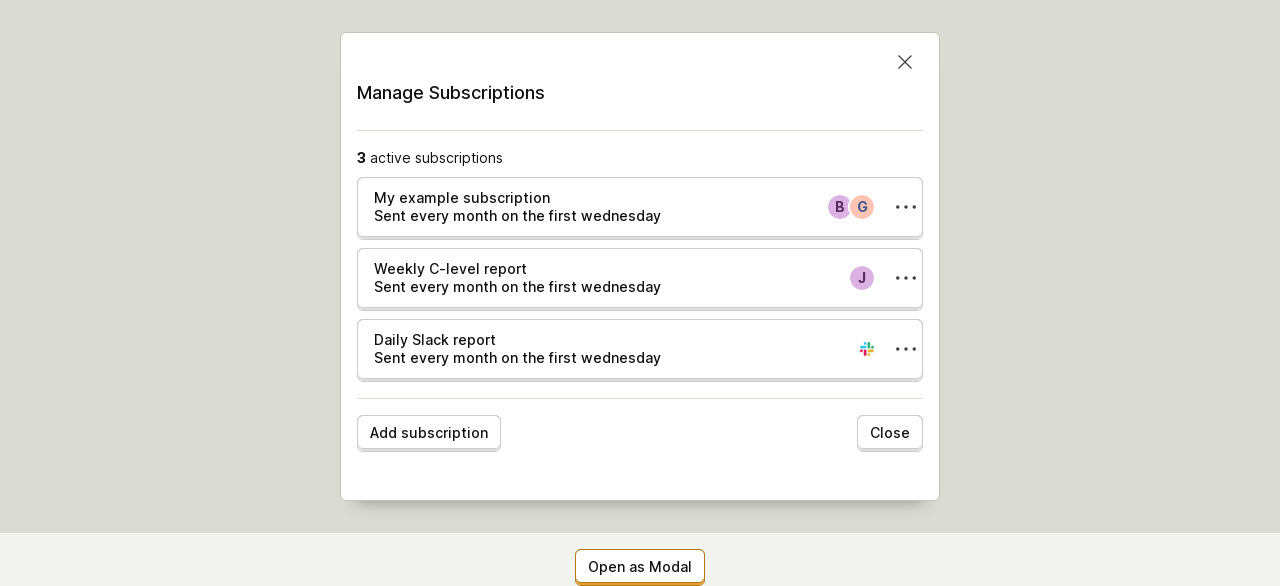 Manage Subscriptions
3 active subscriptions
My example subscription
Sent every month on the first wednesday
B G
Weekly C-level report
Sent every month on the first wednesday
J
Daily Slack report
Sent every month on the first wednesday
Add subscription
Close
Open as Modal